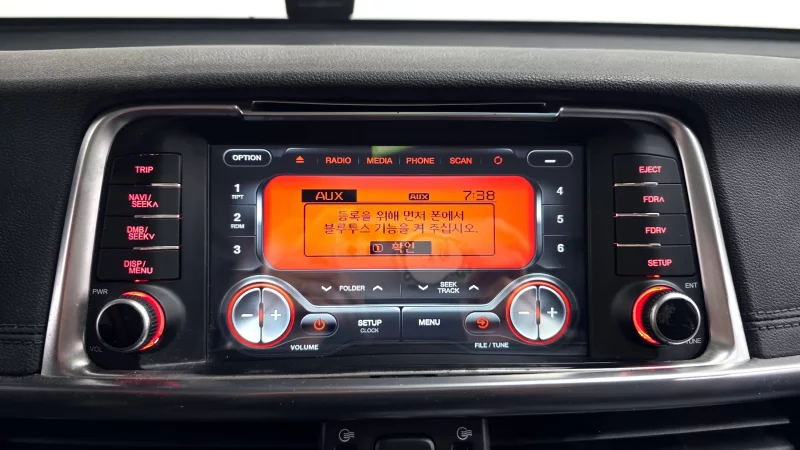 OPTION
RADIO MEDIA PHONE SCAN
TRIP
NAVI/
SEEK∧
DMB/
SEEK∨
DISP/
MENU
PWR
VOL
1
RPT
2
RDM
3
AUX AUX 7:38
등록을 위해 먼저 폰에서
블루투스 기능을 켜 주십시오.
1 확인
4
5
6
EJECT
FDR∧
FDR∨
SETUP
ENT
TUNE
∨ FOLDER ∧
∨ SEEK TRACK ∧
− +
SETUP
CLOCK
MENU
− +
VOLUME
FILE / TUNE